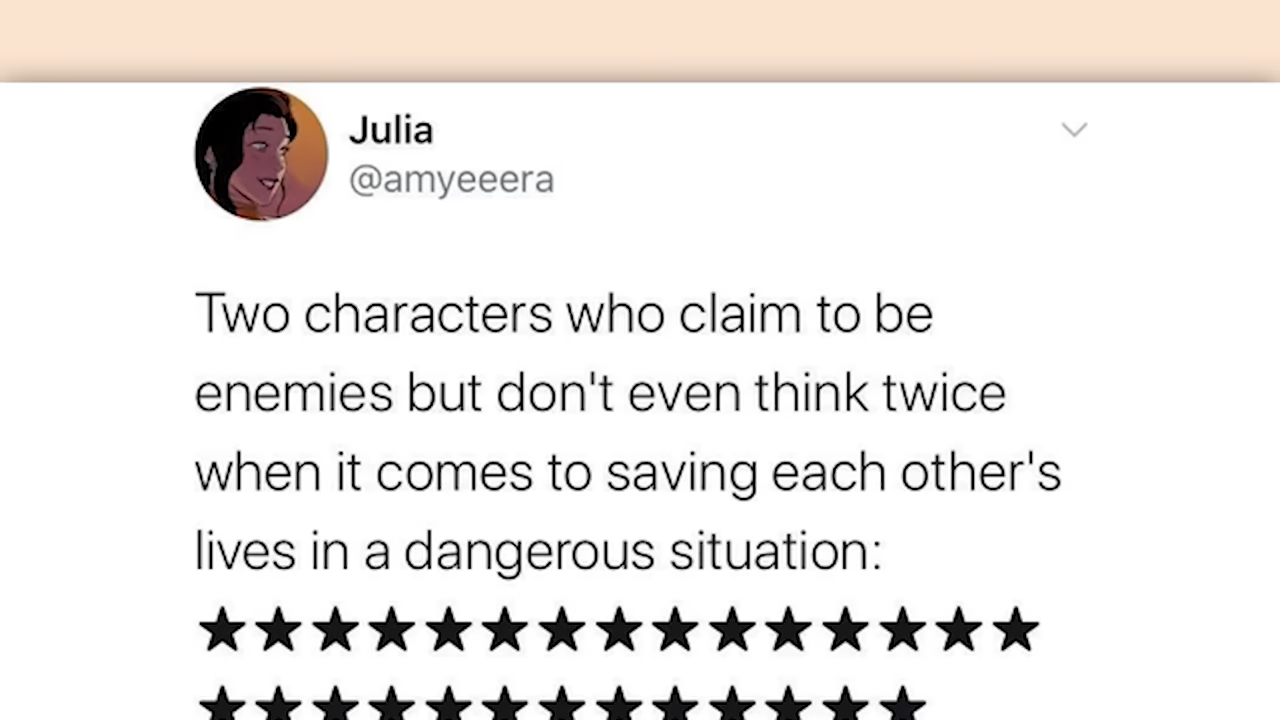 Julia
@amyeeera
Two characters who claim to be
enemies but don't even think twice
when it comes to saving each other's
lives in a dangerous situation:
★★★★★★★★★★★★★★★
★★★★★★★★★★★★★